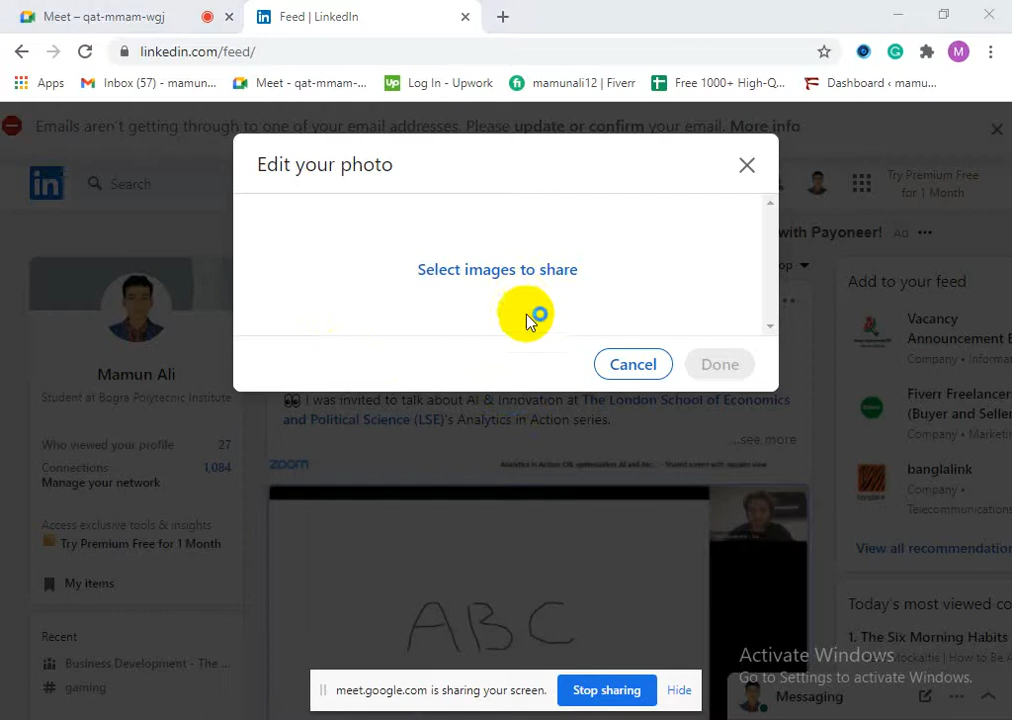 Meet – qat-mmam-wgj
Feed | LinkedIn
linkedin.com/feed/
M
Apps
Inbox (57) - mamun...
Meet - qat-mmam-...
Up
Log In - Upwork
fi
mamunali12 | Fiverr
Free 1000+ High-Q...
Dashboard ‹ mamu...
Emails aren't getting through to one of your email addresses. Please update or confirm your email. More info
Edit your photo
in
Search
Try Premium Free
for 1 Month
with Payoneer!
AD
Select images to share
Cancel
Done
Add to your feed
Vacancy
Announcement
Company •
Fiverr Freelancer
(Buyer and Selle
Company •
banglalink
Company •
Telecommunications
View all recommendation
Mamun Ali
Student at Bogra Polytecnic Institute
Who viewed your profile
27
Connections
1,084
Manage your network
Access exclusive tools & insights
Try Premium Free for 1 Month
My items
Recent
Business Development - The ...
# gaming
I was invited to talk about AI & Innovation at The London School of Economics
and Political Science (LSE)'s Analytics in Action series.
...see more
zoom
ABC
Today's most viewed co
1. The Six Morning Habits
Activate Windows
Go to Settings to activate Windows.
Messaging
meet.google.com is sharing your screen.
Stop sharing
Hide